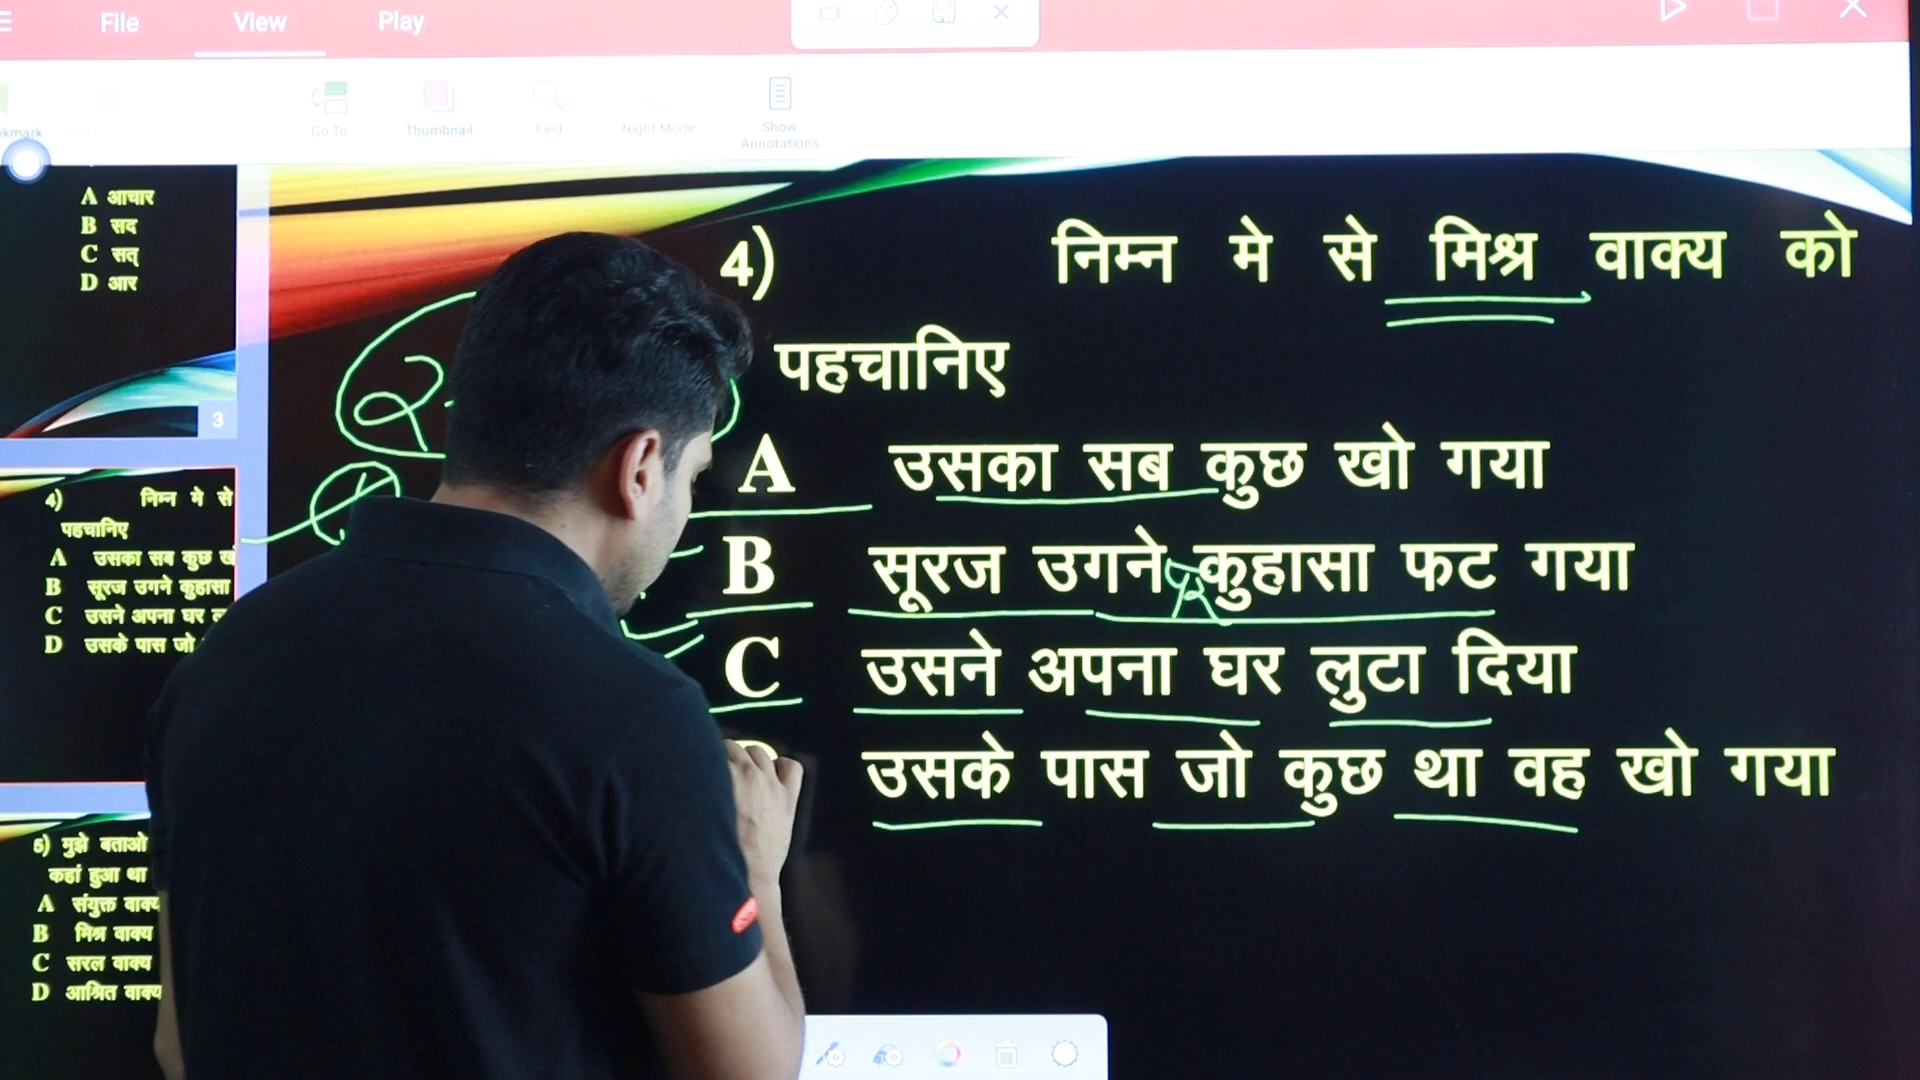 File View Play
Go To Thumbnail Find Night Mode Show Annotations
A आचार
B सद
C सत्
D आर
3
4) निम्न मे से
पहचानिए
A उसका सब कुछ
B सूरज उगने कुहासा
C उसने अपना घर
D उसके पास जो
5) मुझे बताओ
कहां हुआ था
A संयुक्त वाक्य
B मिश्र वाक्य
C सरल वाक्य
D आश्रित वाक्य
4) निम्न मे से मिश्र वाक्य को
पहचानिए
A उसका सब कुछ खो गया
B सूरज उगने कुहासा फट गया
C उसने अपना घर लुटा दिया
उसके पास जो कुछ था वह खो गया